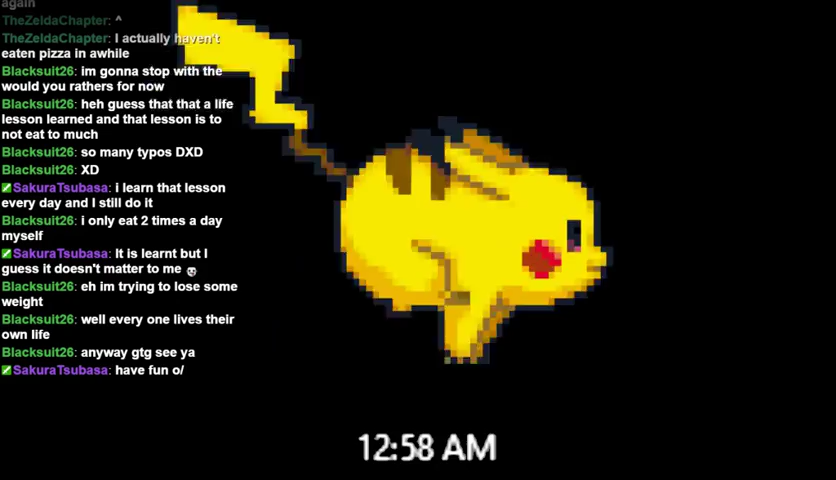 again
TheZeldaChapter: ^
TheZeldaChapter: I actually haven't
eaten pizza in awhile
Blacksuit26: im gonna stop with the
would you rathers for now
Blacksuit26: heh guess that that a life
lesson learned and that lesson is to
not eat to much
Blacksuit26: so many typos DXD
Blacksuit26: XD
SakuraTsubasa: i learn that lesson
every day and I still do it
Blacksuit26: i only eat 2 times a day
myself
SakuraTsubasa: It is learnt but I
guess it doesn't matter to me
Blacksuit26: eh im trying to lose some
weight
Blacksuit26: well every one lives their
own life
Blacksuit26: anyway gtg see ya
SakuraTsubasa: have fun o/
12:58 AM